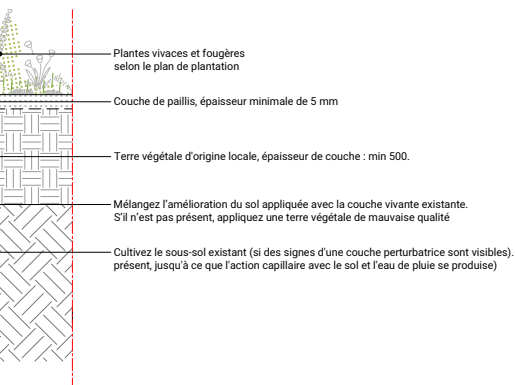 Plantes vivaces et fougères
selon le plan de plantation
Couche de paillis, épaisseur minimale de 5 mm
Terre végétale d'origine locale, épaisseur de couche : min 500.
Mélangez l'amélioration du sol appliquée avec la couche vivante existante.
S'il n'est pas présent, appliquez une terre végétale de mauvaise qualité
Cultivez le sous-sol existant (si des signes d'une couche perturbatrice sont visibles).
présent, jusqu'à ce que l'action capillaire avec le sol et l'eau de pluie se produise)